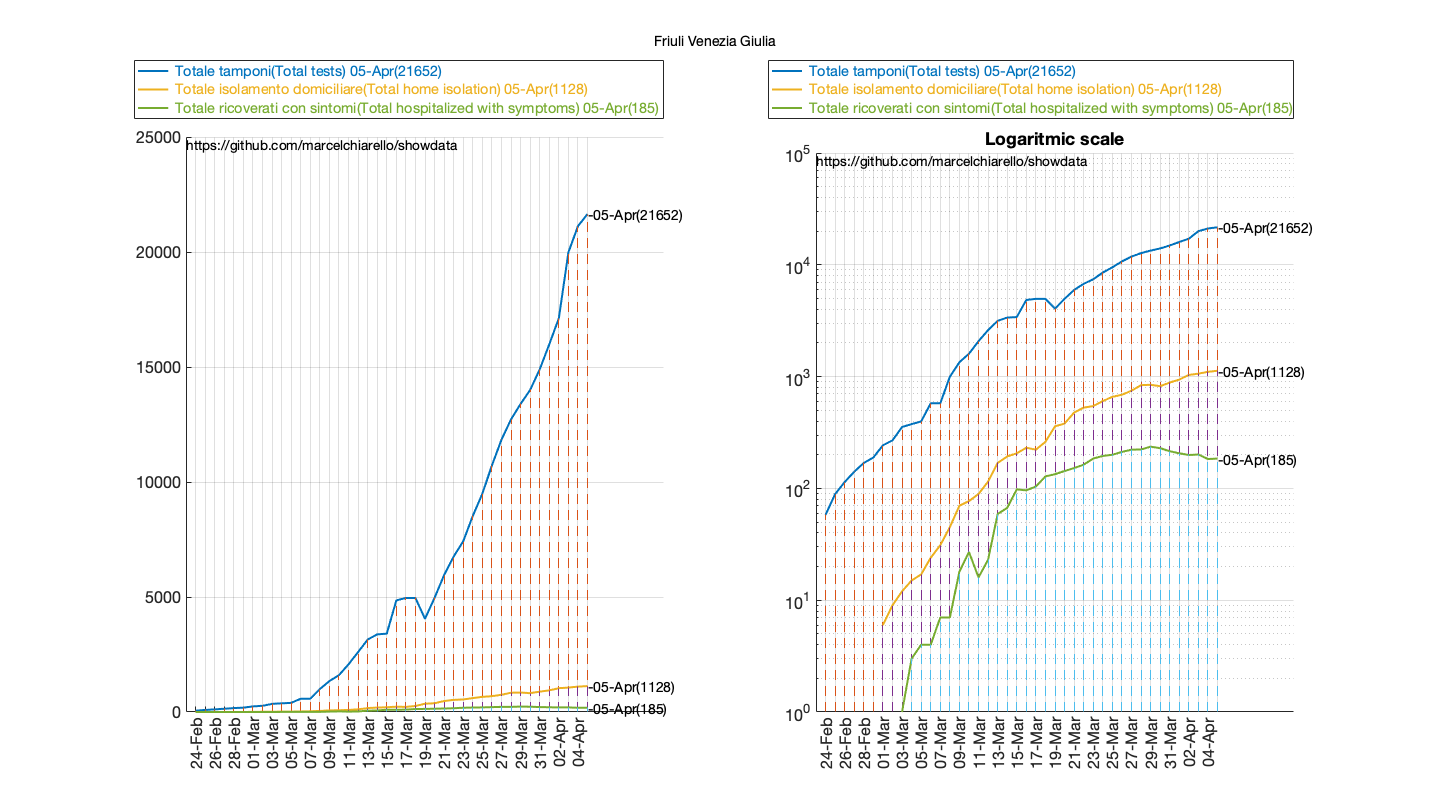 Friuli Venezia Giulia
Totale tamponi(Total tests) 05-Apr(21652)
Totale isolamento domiciliare(Total home isolation) 05-Apr(1128)
Totale ricoverati con sintomi(Total hospitalized with symptoms) 05-Apr(185)
25000
https://github.com/marcelchiarello/showdata
20000
15000
10000
5000
0
-05-Apr(21652)
-05-Apr(1128)
-05-Apr(185)
24-Feb
26-Feb
28-Feb
01-Mar
03-Mar
05-Mar
07-Mar
09-Mar
11-Mar
13-Mar
15-Mar
17-Mar
19-Mar
21-Mar
23-Mar
25-Mar
27-Mar
29-Mar
31-Mar
02-Apr
04-Apr
Totale tamponi(Total tests) 05-Apr(21652)
Totale isolamento domiciliare(Total home isolation) 05-Apr(1128)
Totale ricoverati con sintomi(Total hospitalized with symptoms) 05-Apr(185)
Logaritmic scale
10^5
https://github.com/marcelchiarello/showdata
10^4
10^3
10^2
10^1
10^0
-05-Apr(21652)
-05-Apr(1128)
-05-Apr(185)
24-Feb
26-Feb
28-Feb
01-Mar
03-Mar
05-Mar
07-Mar
09-Mar
11-Mar
13-Mar
15-Mar
17-Mar
19-Mar
21-Mar
23-Mar
25-Mar
27-Mar
29-Mar
31-Mar
02-Apr
04-Apr